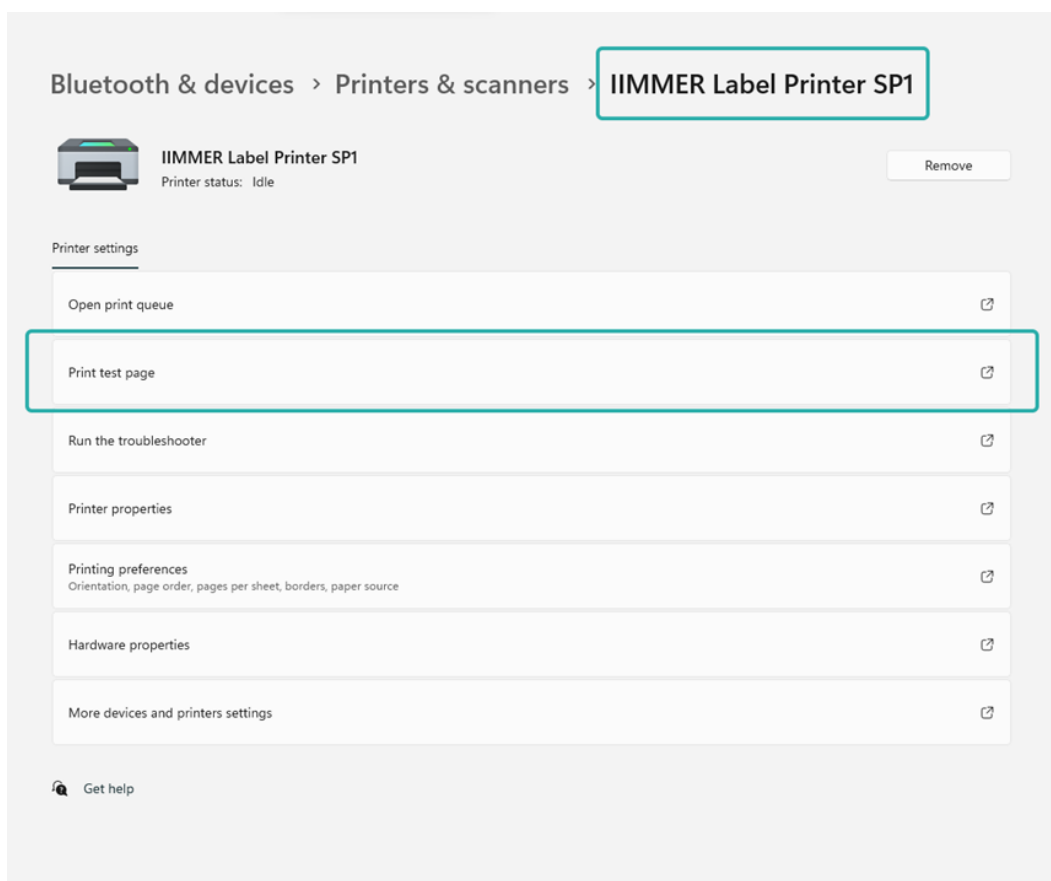 Bluetooth & devices > Printers & scanners > IIMMER Label Printer SP1
IIMMER Label Printer SP1
Printer status: Idle
Remove
Printer settings
Open print queue
Print test page
Run the troubleshooter
Printer properties
Printing preferences
Orientation, page order, pages per sheet, borders, paper source
Hardware properties
More devices and printers settings
Get help